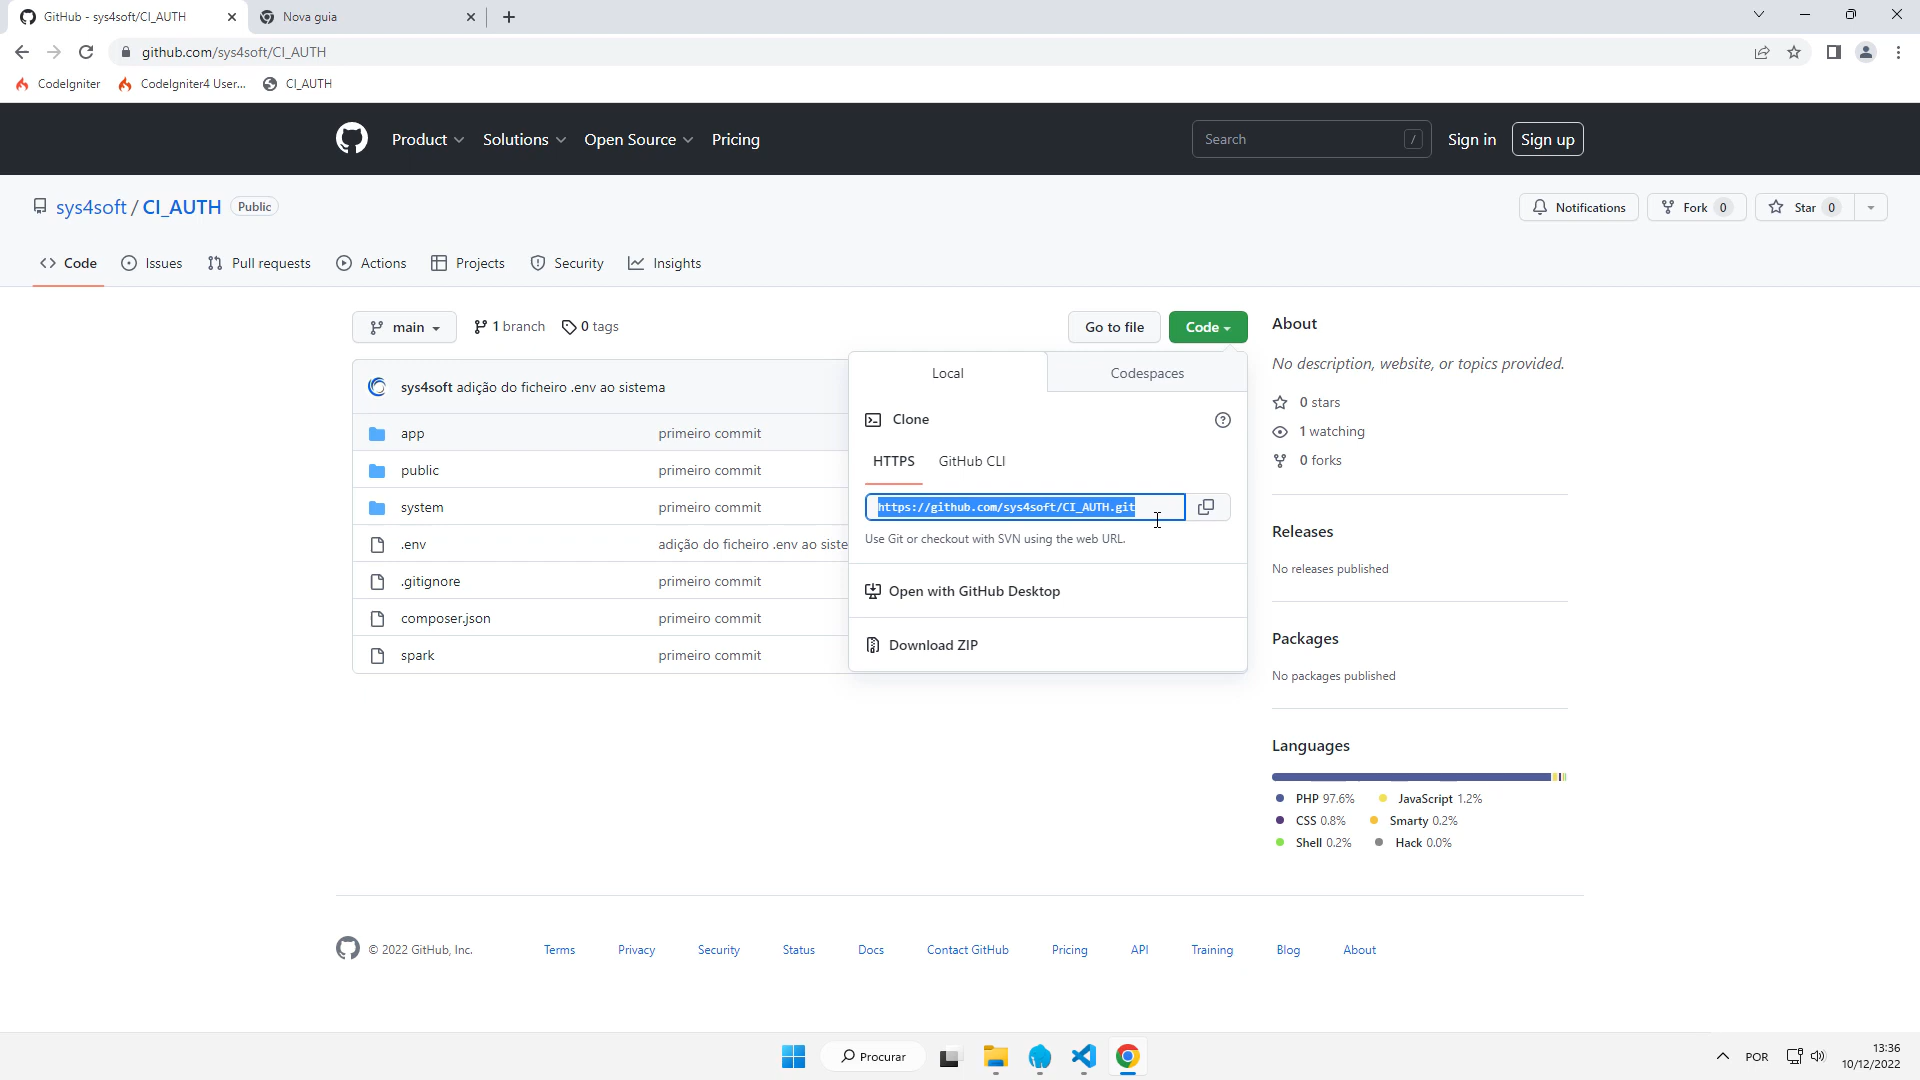 GitHub - sys4soft/CI_AUTH
Nova guia
github.com/sys4soft/CI_AUTH
CodeIgniter
CodeIgniter4 User...
CI_AUTH
Product
Solutions
Open Source
Pricing
Search
/
Sign in
Sign up
sys4soft / CI_AUTH
Public
Notifications
Fork 0
Star 0
Code
Issues
Pull requests
Actions
Projects
Security
Insights
main
1 branch
0 tags
Go to file
Code
About
No description, website, or topics provided.
sys4soft adição do ficheiro .env ao sistema
Local
Codespaces
0 stars
Clone
1 watching
app
primeiro commit
HTTPS
GitHub CLI
0 forks
public
primeiro commit
system
primeiro commit
https://github.com/sys4soft/CI_AUTH.git
Releases
.env
adição do ficheiro .env ao siste
Use Git or checkout with SVN using the web URL.
No releases published
.gitignore
primeiro commit
Open with GitHub Desktop
composer.json
primeiro commit
Packages
spark
primeiro commit
Download ZIP
No packages published
Languages
PHP 97.6%
JavaScript 1.2%
CSS 0.8%
Smarty 0.2%
Shell 0.2%
Hack 0.0%
© 2022 GitHub, Inc.
Terms
Privacy
Security
Status
Docs
Contact GitHub
Pricing
API
Training
Blog
About
Procurar
POR
13:36
10/12/2022